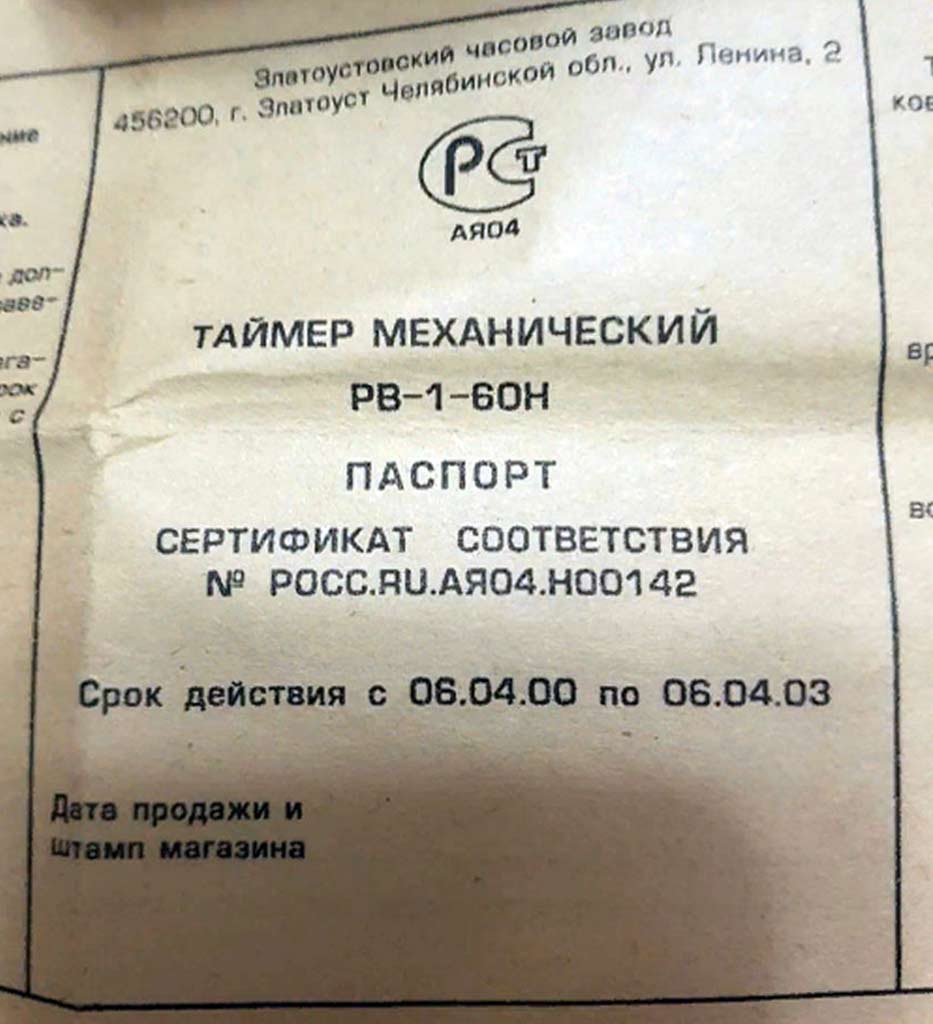 Златоустовский часовой завод
456200, г. Златоуст Челябинской обл., ул. Ленина, 2
РСТ
АЯ04
ТАЙМЕР МЕХАНИЧЕСКИЙ
РВ-1-60Н
ПАСПОРТ
СЕРТИФИКАТ СООТВЕТСТВИЯ
№ РОСС.RU.АЯ04.Н00142
Срок действия с 06.04.00 по 06.04.03
Дата продажи и
штамп магазина